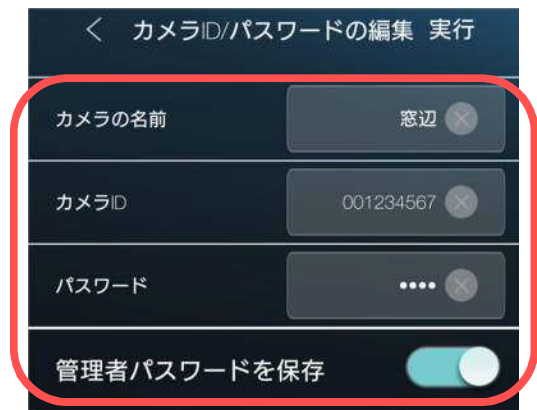 ＜ カメラID/パスワードの編集 実行
カメラの名前 窓辺
カメラID 001234567
パスワード ••••
管理者パスワードを保存